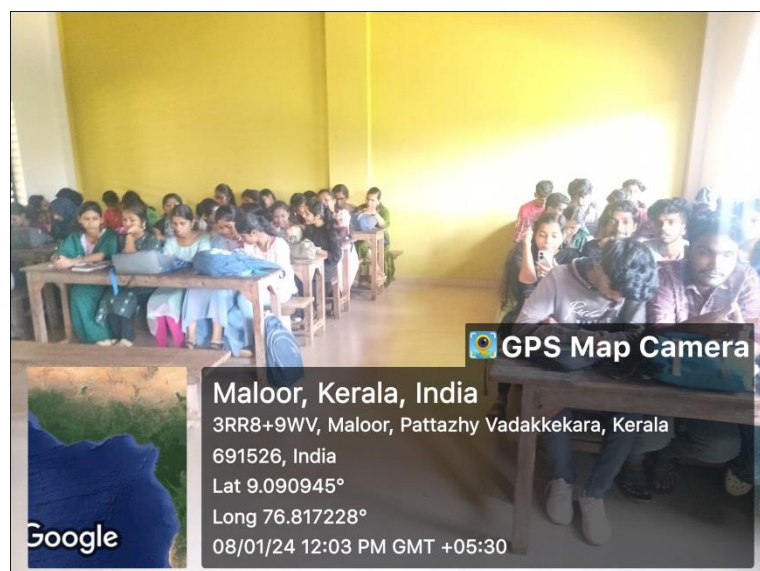 GPS Map Camera
Maloor, Kerala, India
3RR8+9WV, Maloor, Pattazhy Vadakkekara, Kerala
691526, India
Lat 9.090945°
Long 76.817228°
08/01/24 12:03 PM GMT +05:30
Google